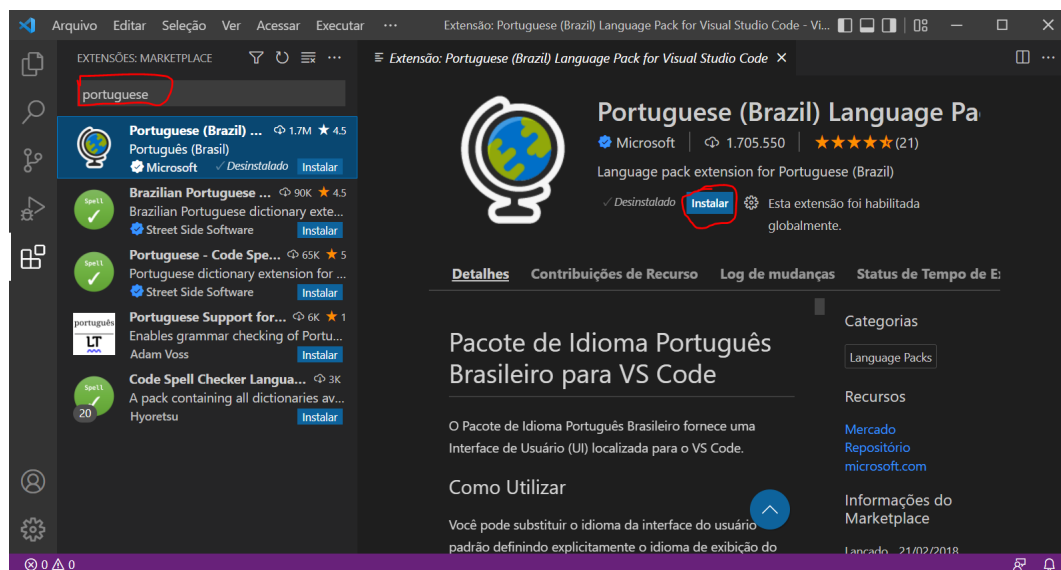 Arquivo Editar Seleção Ver Acessar Executar ··· Extensão: Portuguese (Brazil) Language Pack for Visual Studio Code - Vi...
EXTENSÕES: MARKETPLACE
portuguese
Portuguese (Brazil) ... 1.7M ★ 4.5
Português (Brasil)
Microsoft ✓ Desinstalado Instalar
Brazilian Portuguese ... 90K ★ 4.5
Brazilian Portuguese dictionary exte...
Street Side Software Instalar
Portuguese - Code Spe... 65K ★ 5
Portuguese dictionary extension for ...
Street Side Software Instalar
Portuguese Support for... 6K ★ 1
Enables grammar checking of Portu...
Adam Voss Instalar
Code Spell Checker Langua... 3K
A pack containing all dictionaries av...
Hyoretsu Instalar
Spell
Spell
português
LT
Spell
20
Extensão: Portuguese (Brazil) Language Pack for Visual Studio Code ×
Portuguese (Brazil) Language Pa
Microsoft | 1.705.550 | ★★★★★(21)
Language pack extension for Portuguese (Brazil)
✓ Desinstalado Instalar Esta extensão foi habilitada
globalmente.
Detalhes Contribuições de Recurso Log de mudanças Status de Tempo de E
Pacote de Idioma Português
Brasileiro para VS Code
O Pacote de Idioma Português Brasileiro fornece uma
Interface de Usuário (UI) localizada para o VS Code.
Como Utilizar
Você pode substituir o idioma da interface do usuário
padrão definindo explicitamente o idioma de exibição do
Categorias
Language Packs
Recursos
Mercado
Repositório
microsoft.com
Informações do
Marketplace
Lançado 21/02/2018
0 0